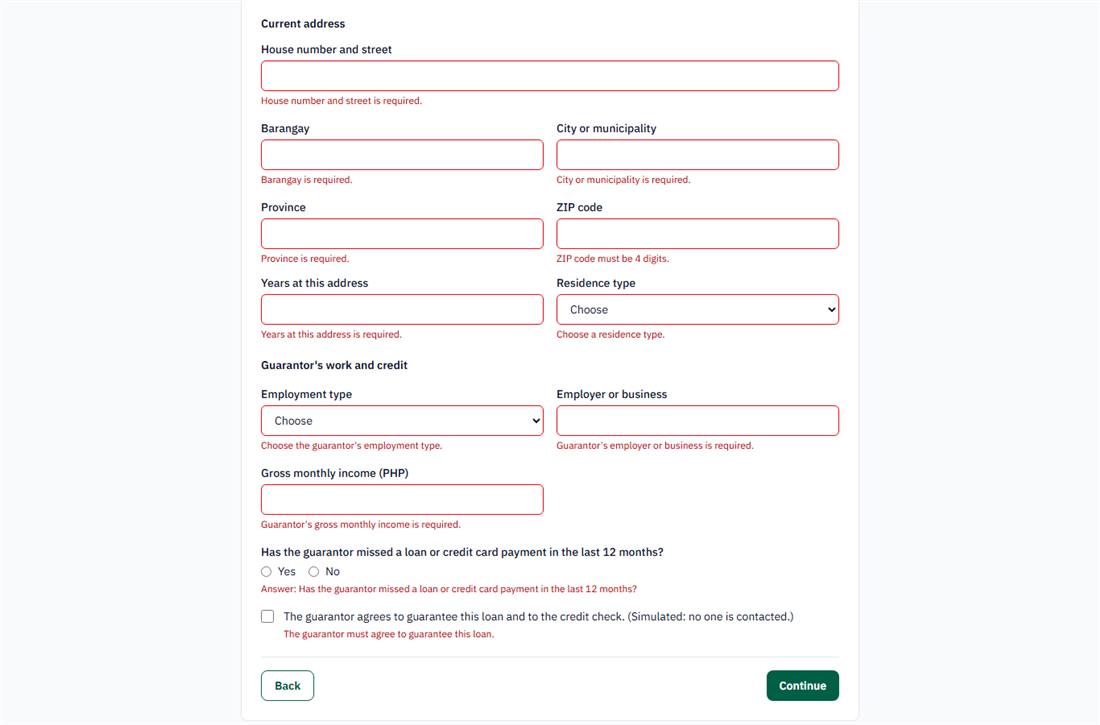 Current address
House number and street
House number and street is required.
Barangay
City or municipality
Barangay is required.
City or municipality is required.
Province
ZIP code
Province is required.
ZIP code must be 4 digits.
Years at this address
Residence type
Choose
Years at this address is required.
Choose a residence type.
Guarantor's work and credit
Employment type
Employer or business
Choose
Choose the guarantor's employment type.
Guarantor's employer or business is required.
Gross monthly income (PHP)
Guarantor's gross monthly income is required.
Has the guarantor missed a loan or credit card payment in the last 12 months?
Yes No
Answer: Has the guarantor missed a loan or credit card payment in the last 12 months?
The guarantor agrees to guarantee this loan and to the credit check. (Simulated: no one is contacted.)
The guarantor must agree to guarantee this loan.
Back
Continue